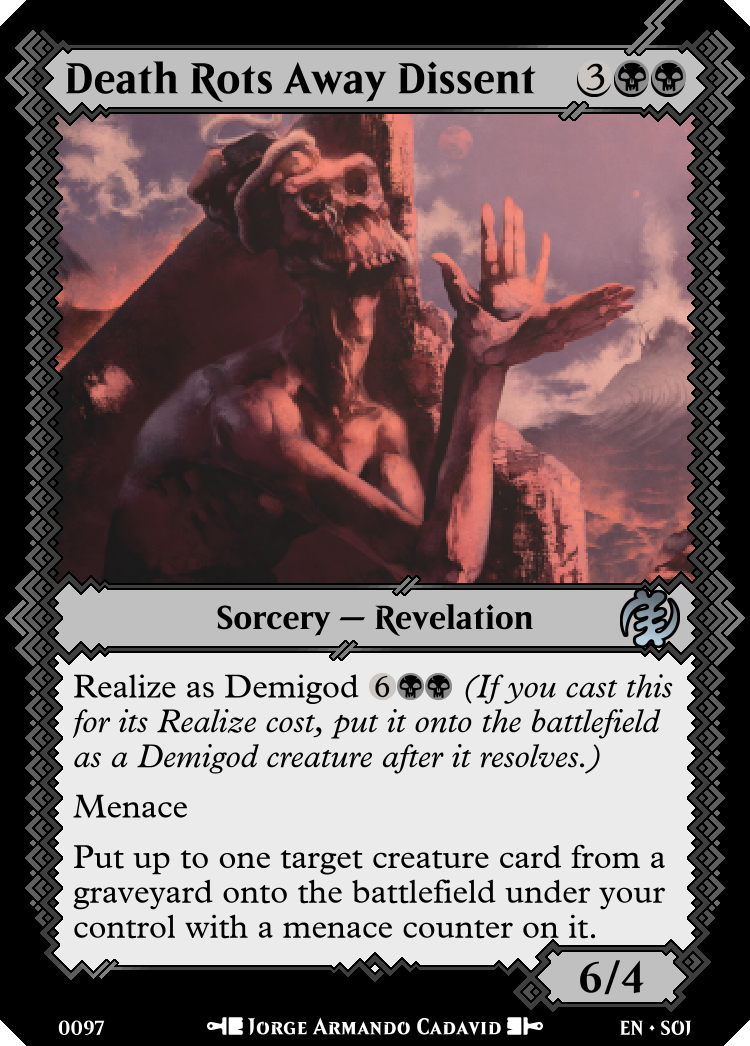 Death Rots Away Dissent 3
Sorcery — Revelation
Realize as Demigod 6 (If you cast this
for its Realize cost, put it onto the battlefield
as a Demigod creature after it resolves.)
Menace
Put up to one target creature card from a
graveyard onto the battlefield under your
control with a menace counter on it.
6/4
0097 Jorge Armando Cadavid EN • SOI